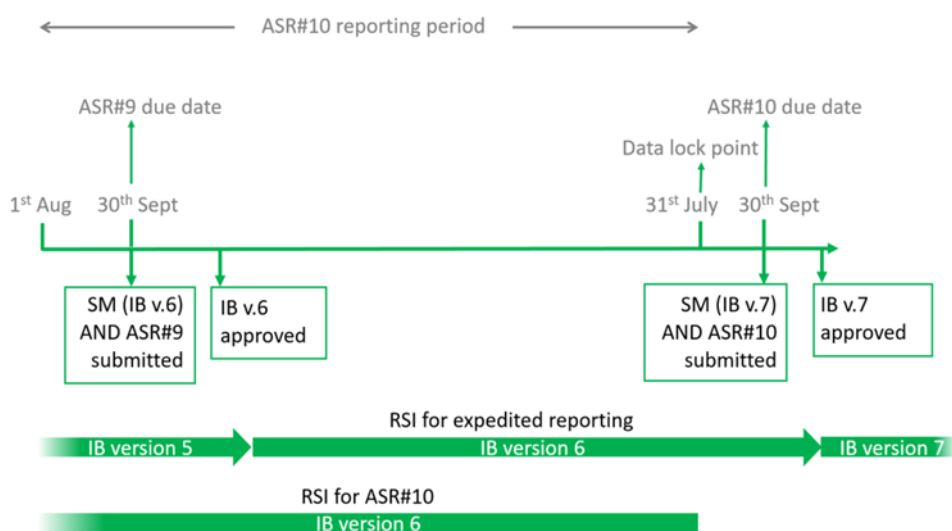 ASR#10 reporting period
ASR#9 due date
ASR#10 due date
Data lock point
1st Aug
30th Sept
31st July
30th Sept
SM (IB v.6)
AND ASR#9
submitted
IB v.6
approved
SM (IB v.7)
AND ASR#10
submitted
IB v.7
approved
RSI for expedited reporting
IB version 5
IB version 6
IB version 7
RSI for ASR#10
IB version 6